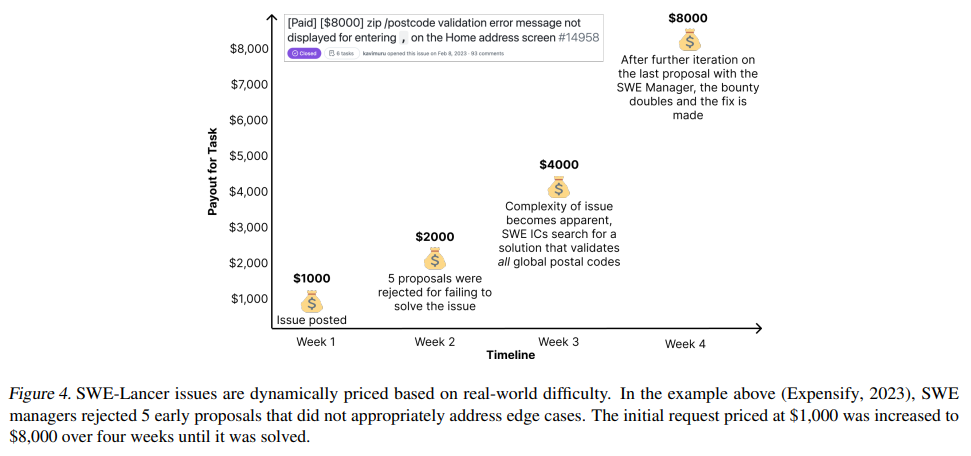 [Paid] [$8000] zip /postcode validation error message not
displayed for entering , on the Home address screen #14958
Closed 6 tasks kavimuru opened this issue on Feb 8, 2023 · 93 comments
$8000
After further iteration on
the last proposal with the
SWE Manager, the bounty
doubles and the fix is
made
$4000
Complexity of issue
becomes apparent,
SWE ICs search for a
solution that validates
all global postal codes
$2000
5 proposals were
rejected for failing to
solve the issue
$1000
Issue posted
Payout for Task
$8,000
$7,000
$6,000
$5,000
$4,000
$3,000
$2,000
$1,000
Week 1
Week 2
Week 3
Week 4
Timeline
Figure 4. SWE-Lancer issues are dynamically priced based on real-world difficulty. In the example above (Expensify, 2023), SWE
managers rejected 5 early proposals that did not appropriately address edge cases. The initial request priced at $1,000 was increased to
$8,000 over four weeks until it was solved.